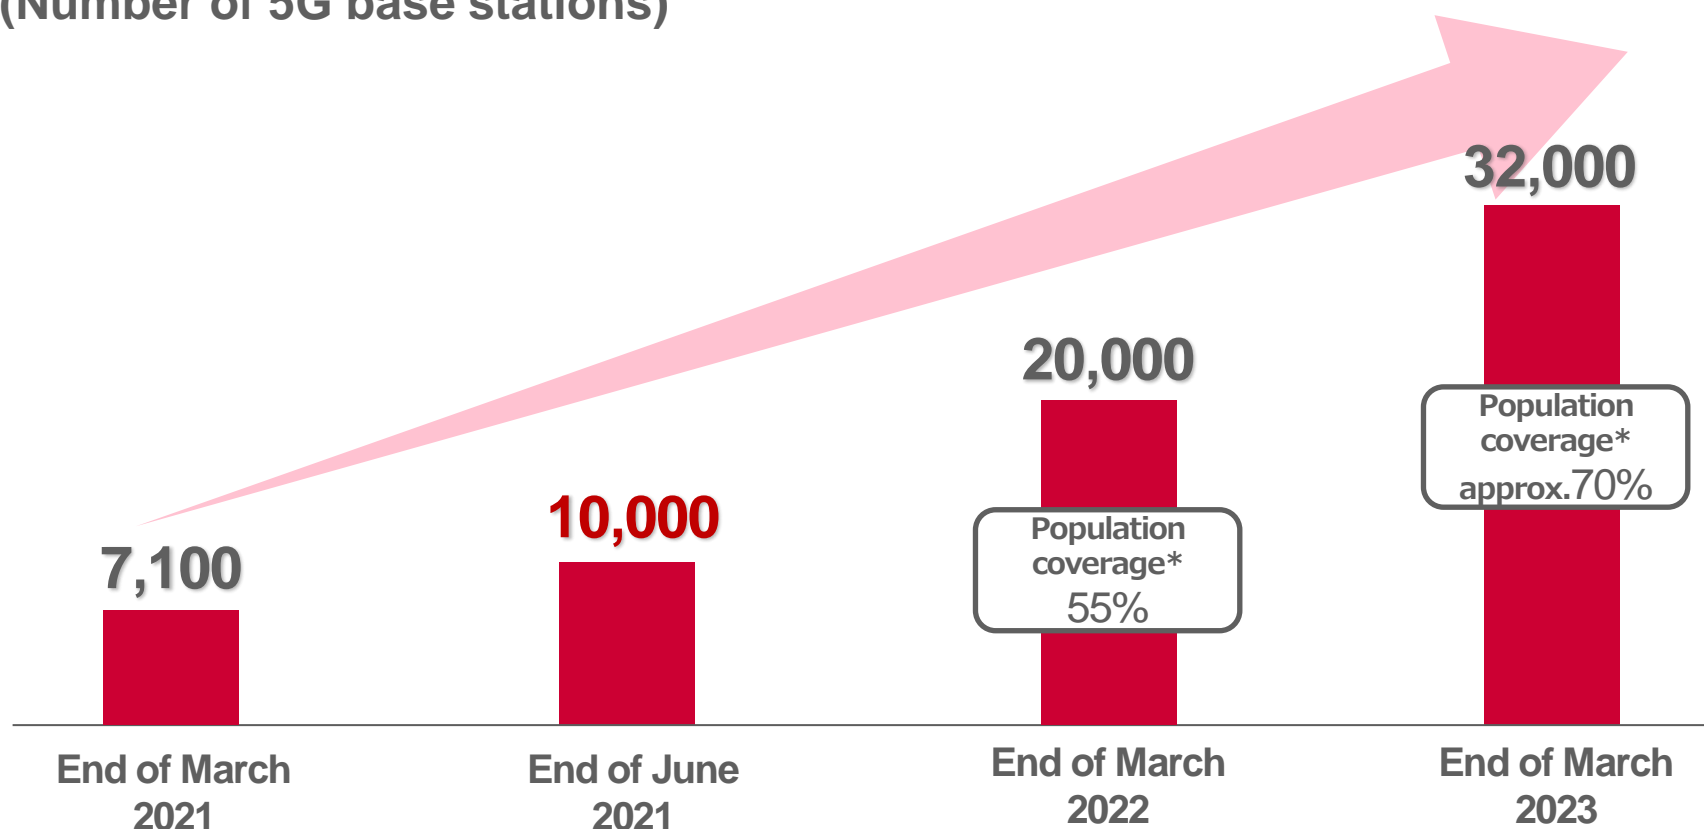 (Number of 5G base stations)
32,000
20,000
Population
coverage*
approx.70%
10,000
Population
coverage*
55%
7,100
End of March
2021
End of June
2021
End of March
2022
End of March
2023